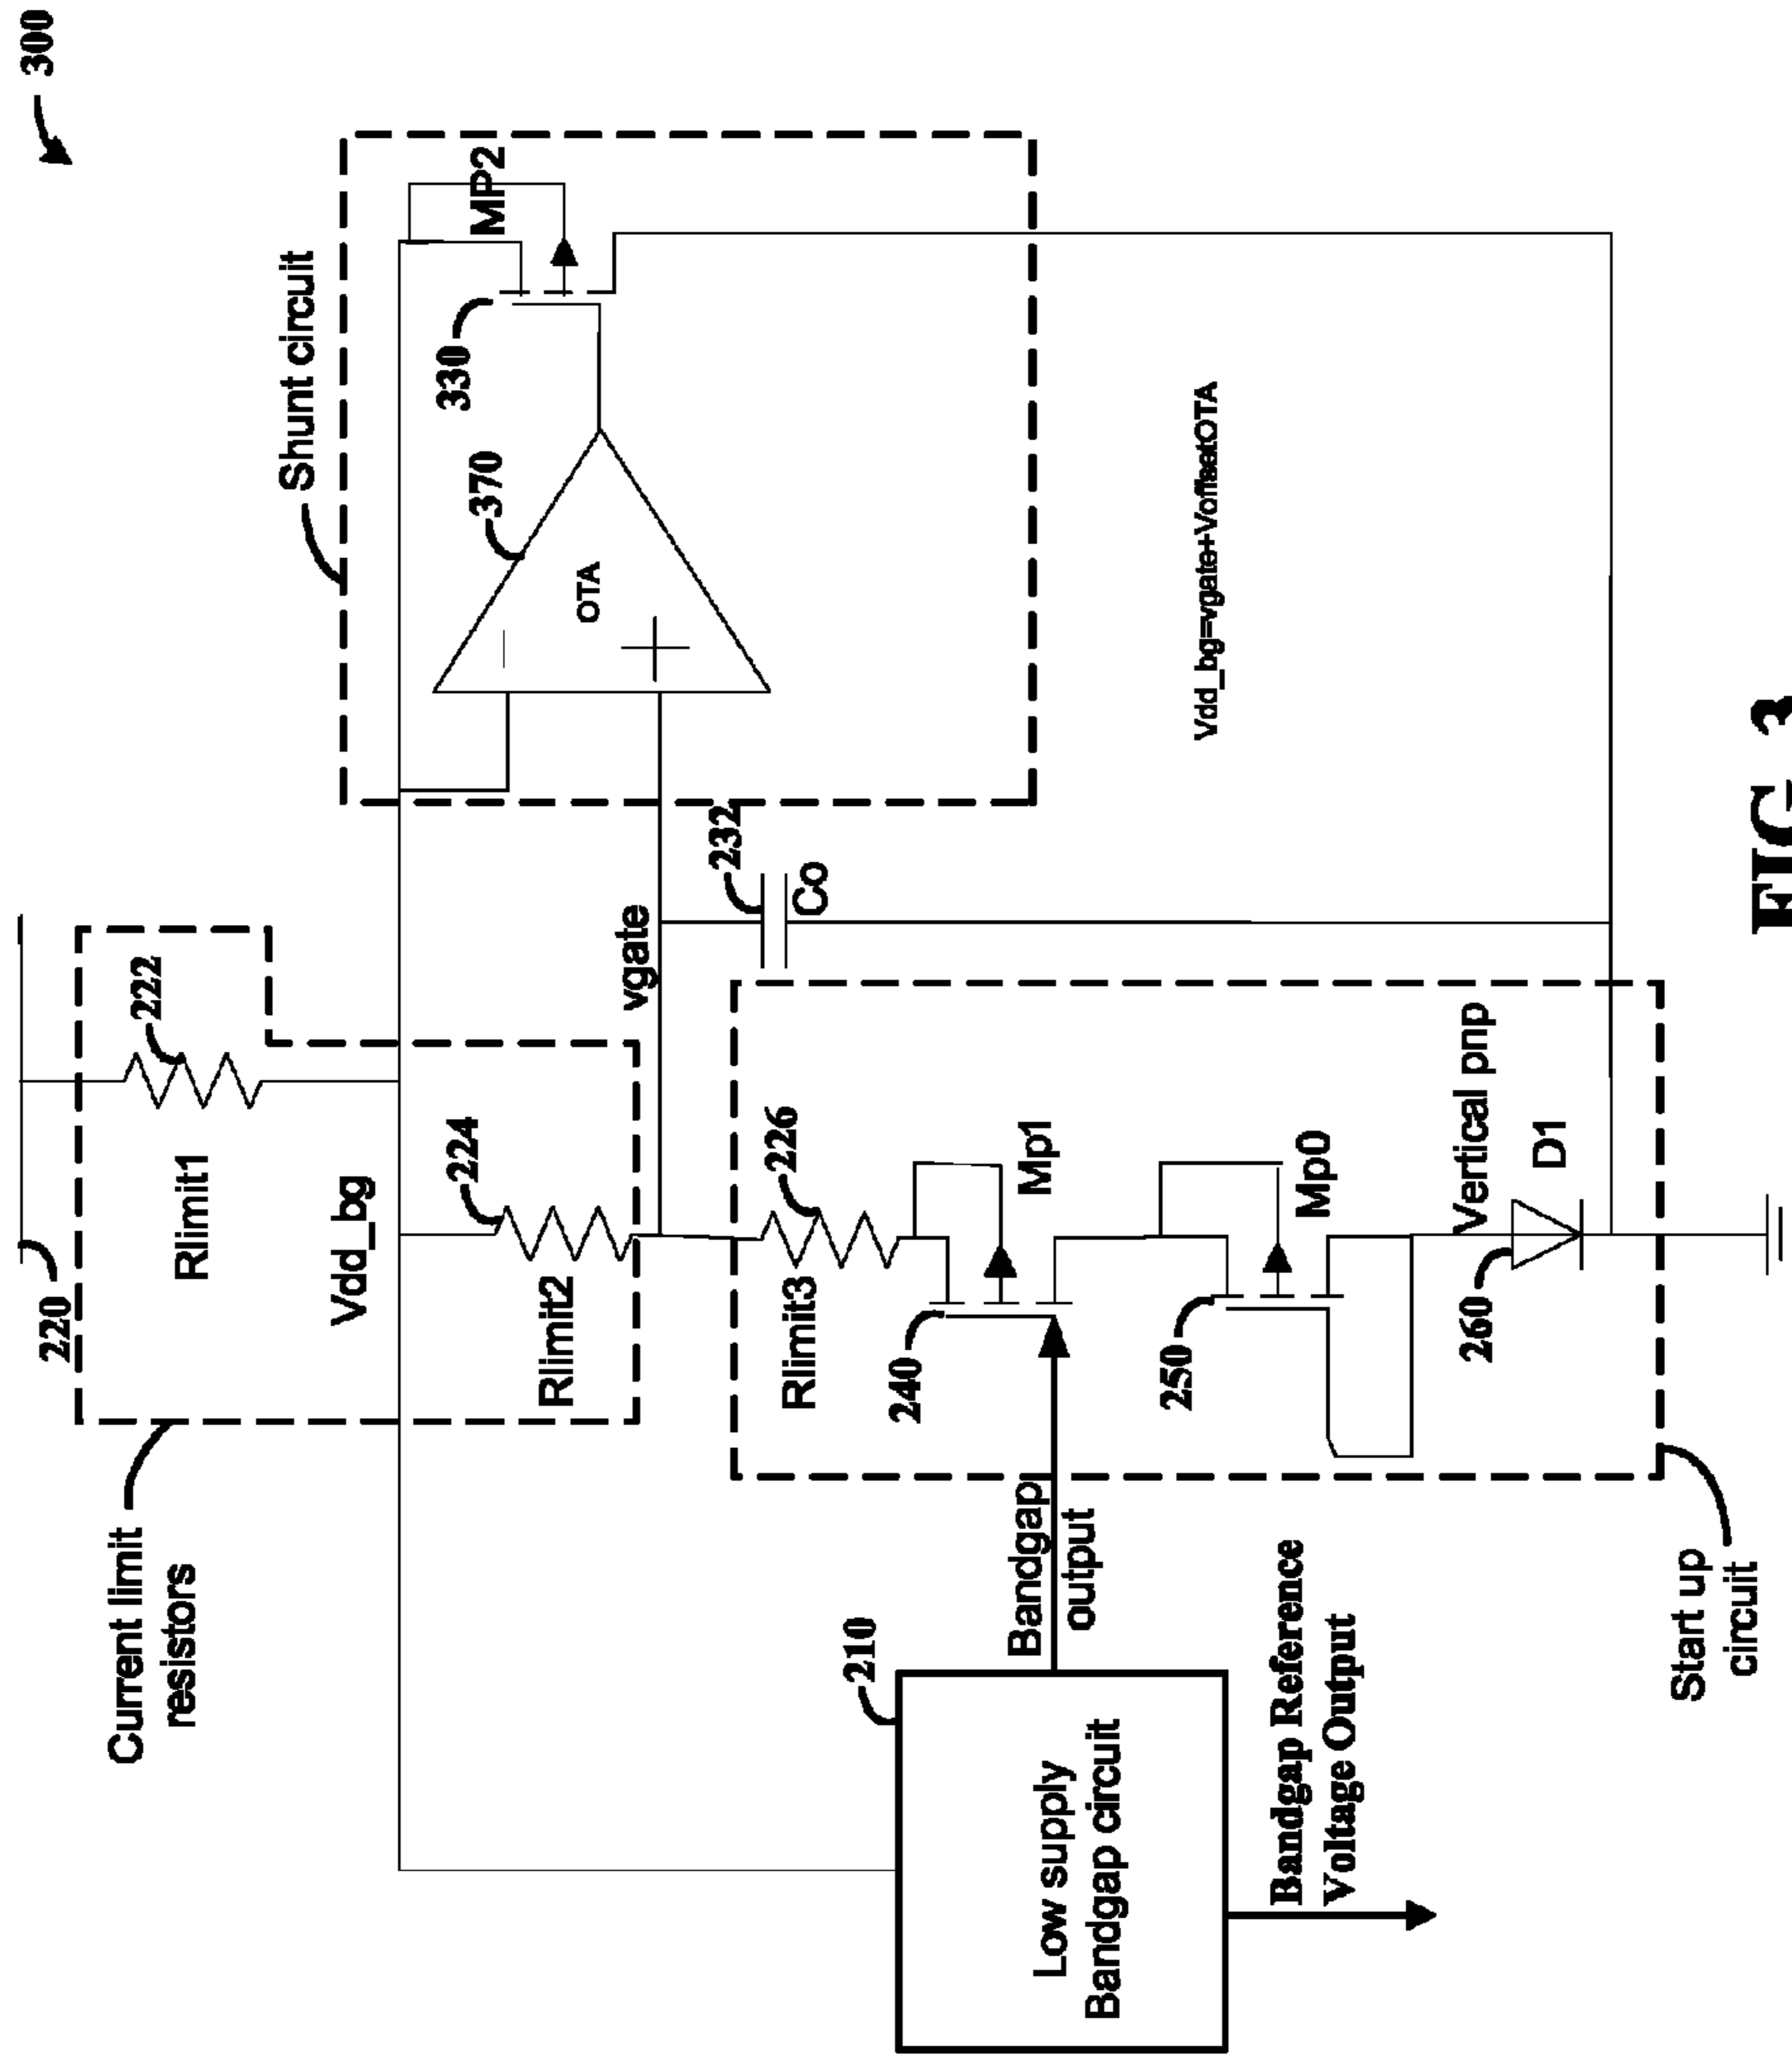 300
Shunt circuit
MP2
330
370
OTA
Vdd_bg=vgate+VoffsetOTA
222
Rlimit1
220
Current limit
resistors
Vdd_bg
224
Rlimit2
vgate
232
Co
226
Rlimit3
Mp1
240
Mp0
250
Vertical pnp
D1
260
Bandgap
output
210
Low supply
Bandgap circuit
Bandgap Reference
Voltage Output
Start up
circuit
FIG 3